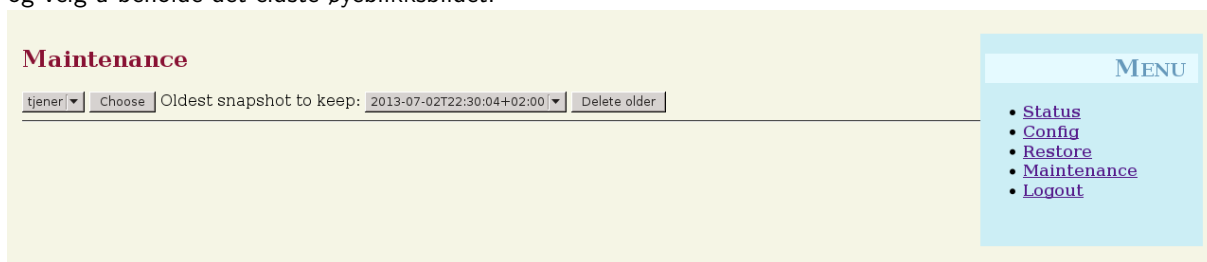 og velg å beholde det eldste øyeblikksbildet.
Maintenance
tjener Choose Oldest snapshot to keep: 2013-07-02T22:30:04+02:00 Delete older
MENU
Status
Config
Restore
Maintenance
Logout